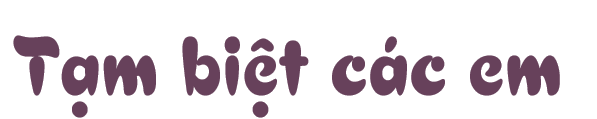 Tạm biệt các em